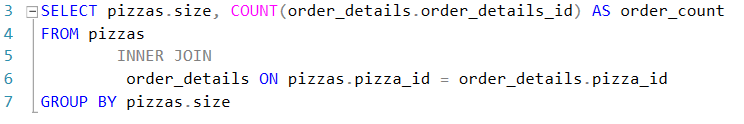 3 SELECT pizzas.size, COUNT(order_details.order_details_id) AS order_count
4 FROM pizzas
5 INNER JOIN
6 order_details ON pizzas.pizza_id = order_details.pizza_id
7 GROUP BY pizzas.size